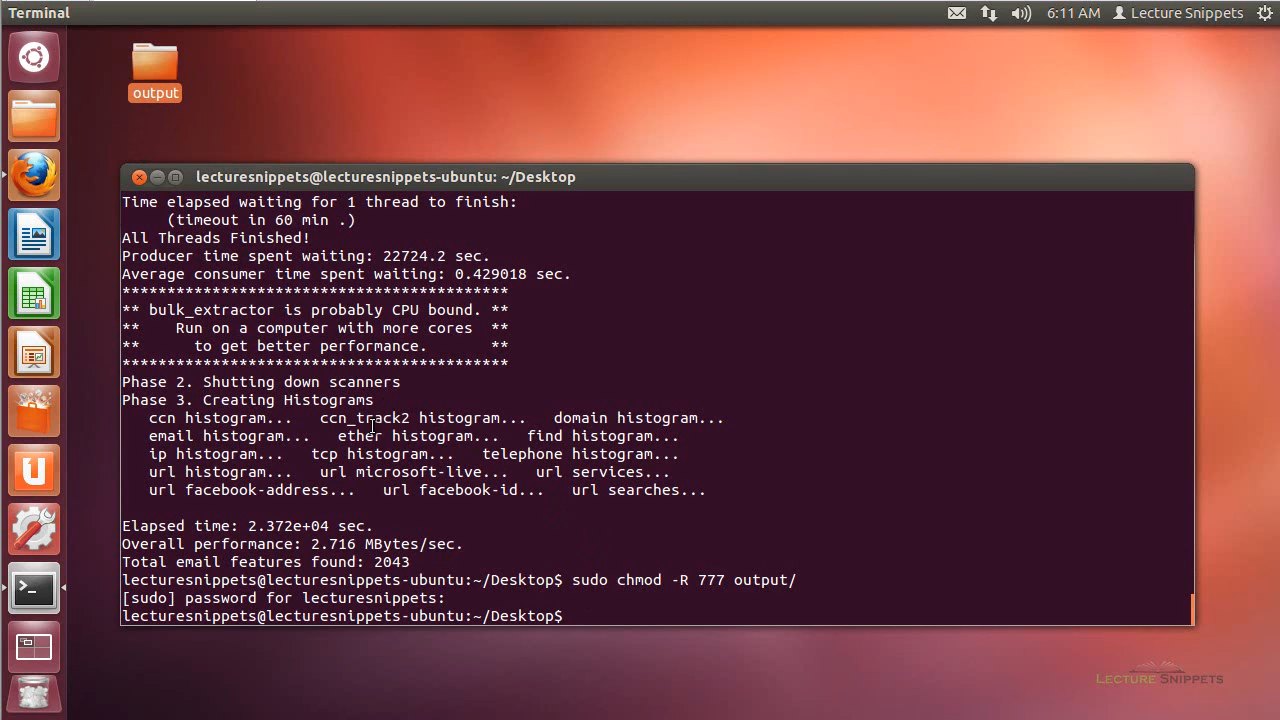 Terminal
6:11 AM Lecture Snippets
output
lecturesnippets@lecturesnippets-ubuntu: ~/Desktop
Time elapsed waiting for 1 thread to finish:
     (timeout in 60 min .)
All Threads Finished!
Producer time spent waiting: 22724.2 sec.
Average consumer time spent waiting: 0.429018 sec.
*******************************************
** bulk_extractor is probably CPU bound. **
**    Run on a computer with more cores  **
**      to get better performance.       **
*******************************************
Phase 2. Shutting down scanners
Phase 3. Creating Histograms
   ccn histogram...   ccn_track2 histogram...   domain histogram...
   email histogram...   ether histogram...   find histogram...
   ip histogram...   tcp histogram...   telephone histogram...
   url histogram...   url microsoft-live...   url services...
   url facebook-address...   url facebook-id...   url searches...
Elapsed time: 2.372e+04 sec.
Overall performance: 2.716 MBytes/sec.
Total email features found: 2043
lecturesnippets@lecturesnippets-ubuntu:~/Desktop$ sudo chmod -R 777 output/
[sudo] password for lecturesnippets:
lecturesnippets@lecturesnippets-ubuntu:~/Desktop$
LECTURE SNIPPETS